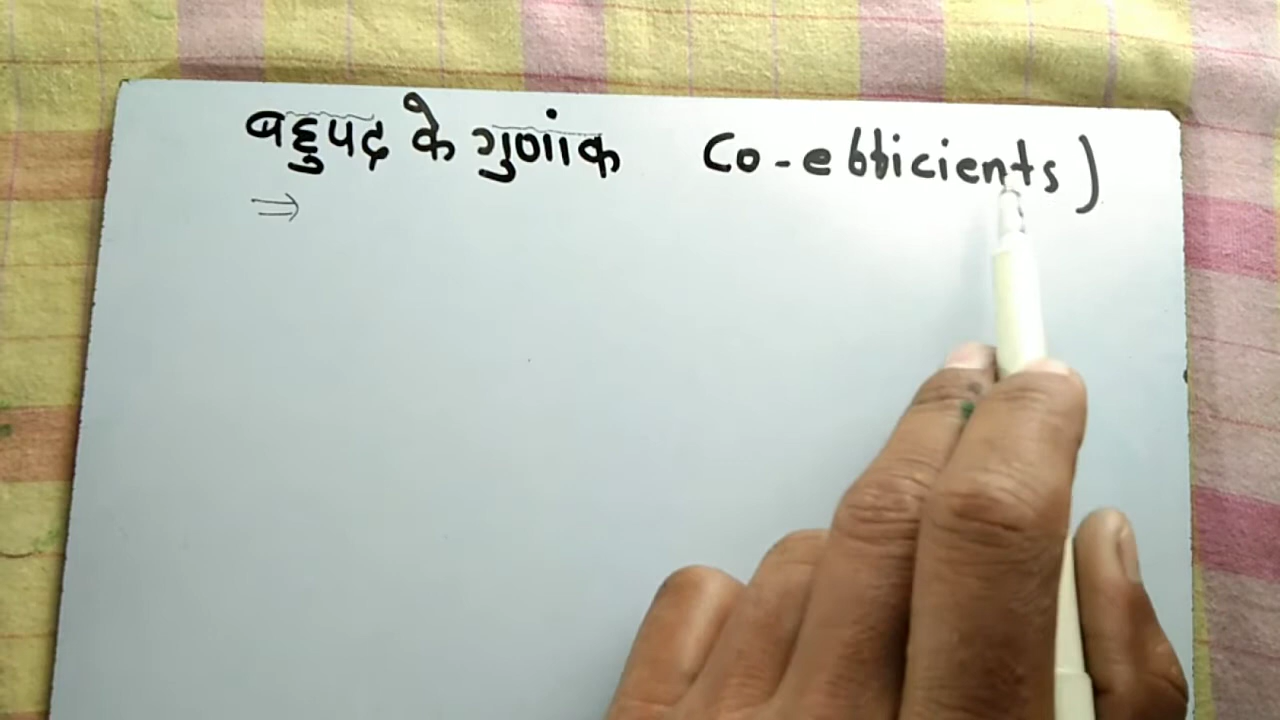 बहुपद के गुणांक Co-efficients)
⇒